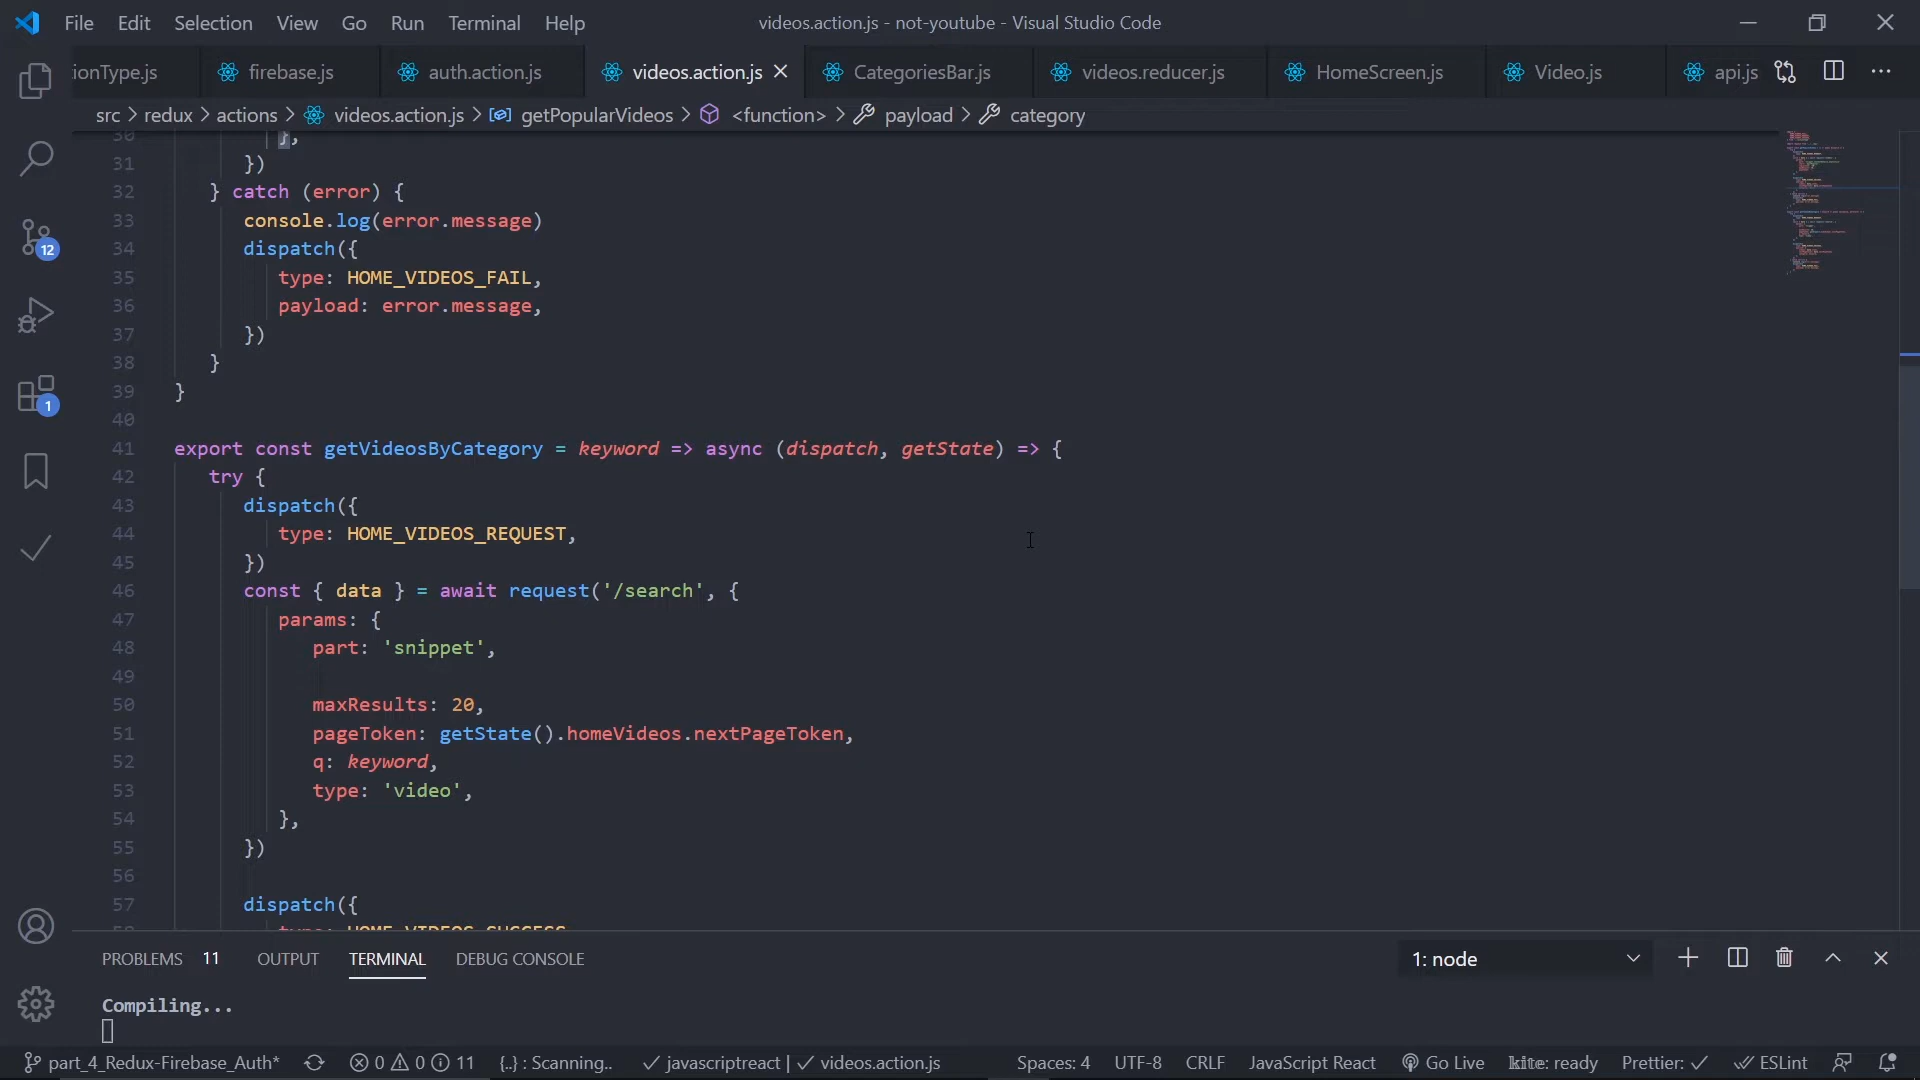 File Edit Selection View Go Run Terminal Help
videos.action.js - not-youtube - Visual Studio Code
ionType.js firebase.js auth.action.js videos.action.js CategoriesBar.js videos.reducer.js HomeScreen.js Video.js api.js
src > redux > actions > videos.action.js > getPopularVideos > <function> > payload > category
30 },
31 })
32 } catch (error) {
33 console.log(error.message)
34 dispatch({
35 type: HOME_VIDEOS_FAIL,
36 payload: error.message,
37 })
38 }
39 }
40
41 export const getVideosByCategory = keyword => async (dispatch, getState) => {
42 try {
43 dispatch({
44 type: HOME_VIDEOS_REQUEST,
45 })
46 const { data } = await request('/search', {
47 params: {
48 part: 'snippet',
49
50 maxResults: 20,
51 pageToken: getState().homeVideos.nextPageToken,
52 q: keyword,
53 type: 'video',
54 },
55 })
56
57 dispatch({
58 type: HOME_VIDEOS_SUCCESS
12
1
PROBLEMS 11 OUTPUT TERMINAL DEBUG CONSOLE 1: node
Compiling...
part_4_Redux-Firebase_Auth* 0 0 11 {..} : Scanning.. javascriptreact | videos.action.js Spaces: 4 UTF-8 CRLF JavaScript React Go Live kite: ready Prettier: ESLint